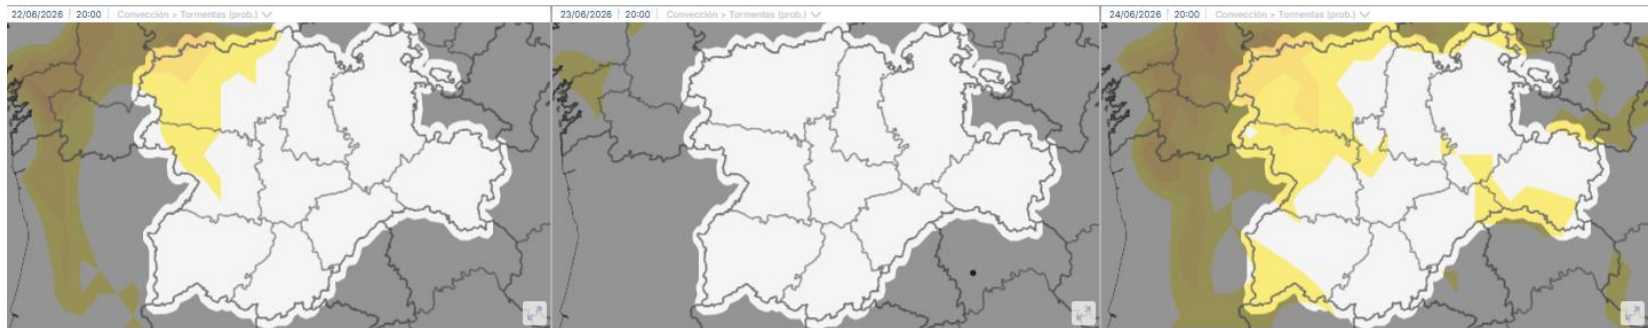 22/06/2026 | 20:00 | Convección > Tormentas (prob.)
23/06/2026 | 20:00 | Convección > Tormentas (prob.)
24/06/2026 | 20:00 | Convección > Tormentas (prob.)